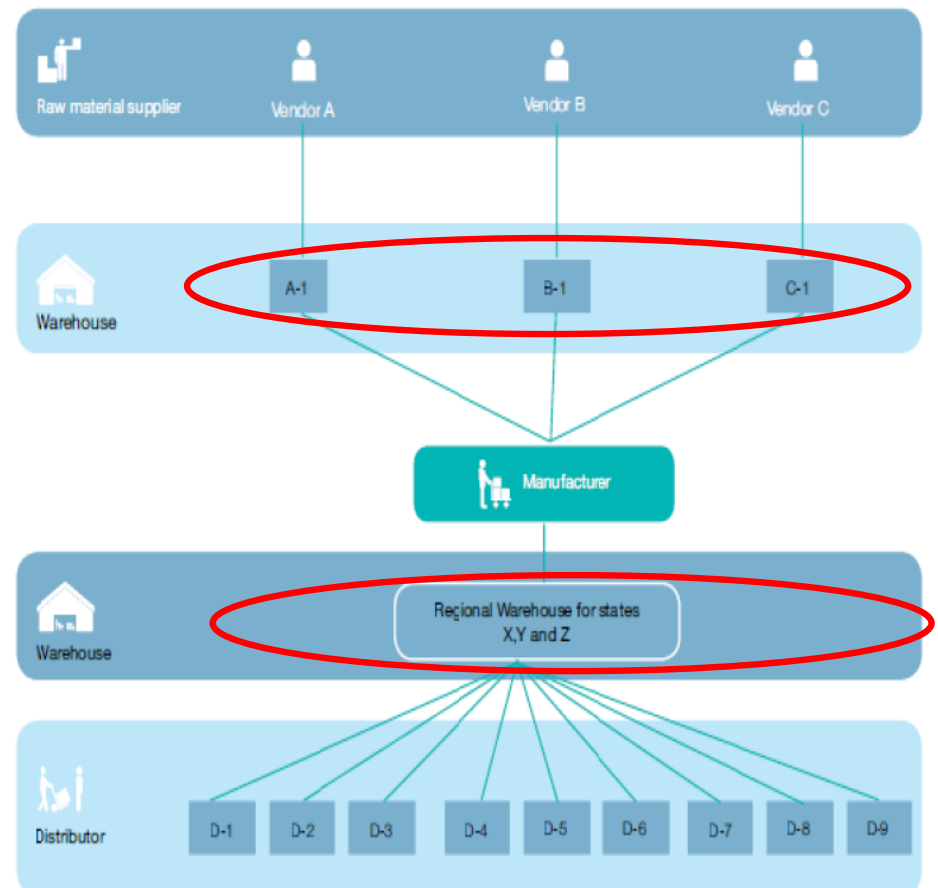 Raw material supplier
Vendor A
Vendor B
Vendor C
Warehouse
A-1
B-1
C-1
Manufacturer
Warehouse
Regional Warehouse for states
X,Y and Z
Distributor
D-1
D-2
D-3
D-4
D-5
D-6
D-7
D-8
D-9